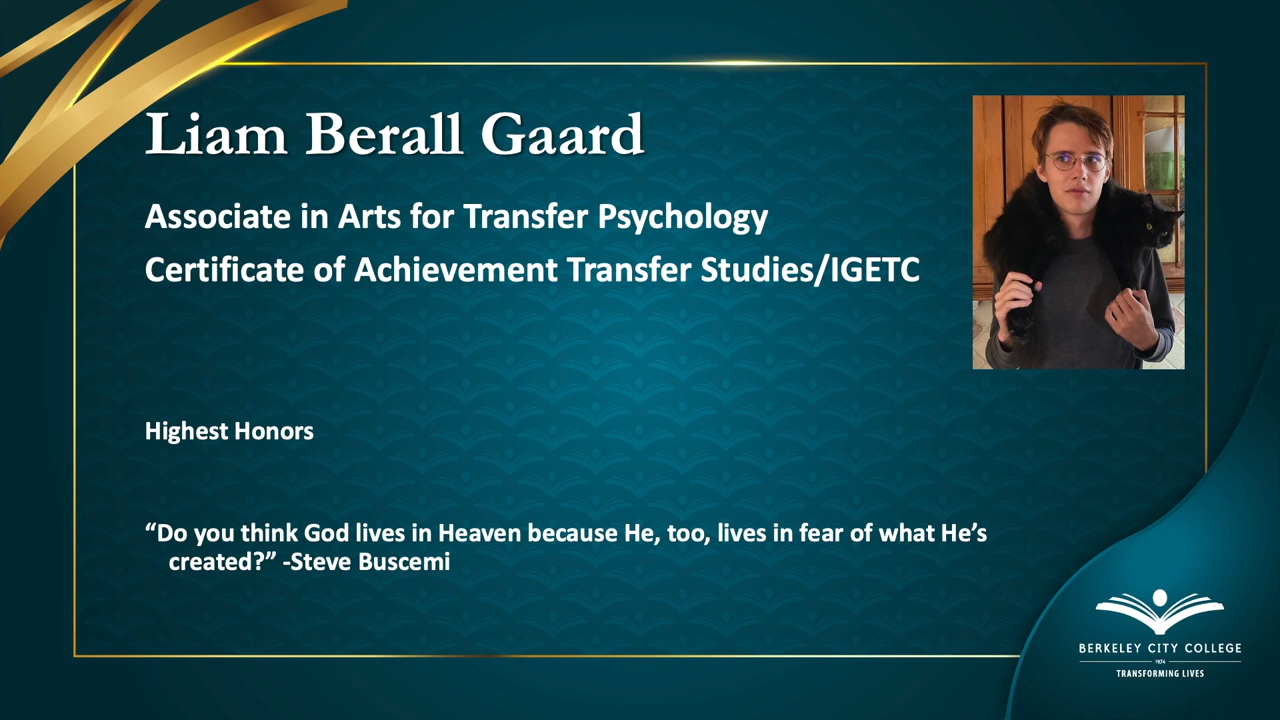 Liam Berall Gaard
Associate in Arts for Transfer Psychology
Certificate of Achievement Transfer Studies/IGETC
Highest Honors
“Do you think God lives in Heaven because He, too, lives in fear of what He’s
created?” -Steve Buscemi
BERKELEY CITY COLLEGE
1974
TRANSFORMING LIVES